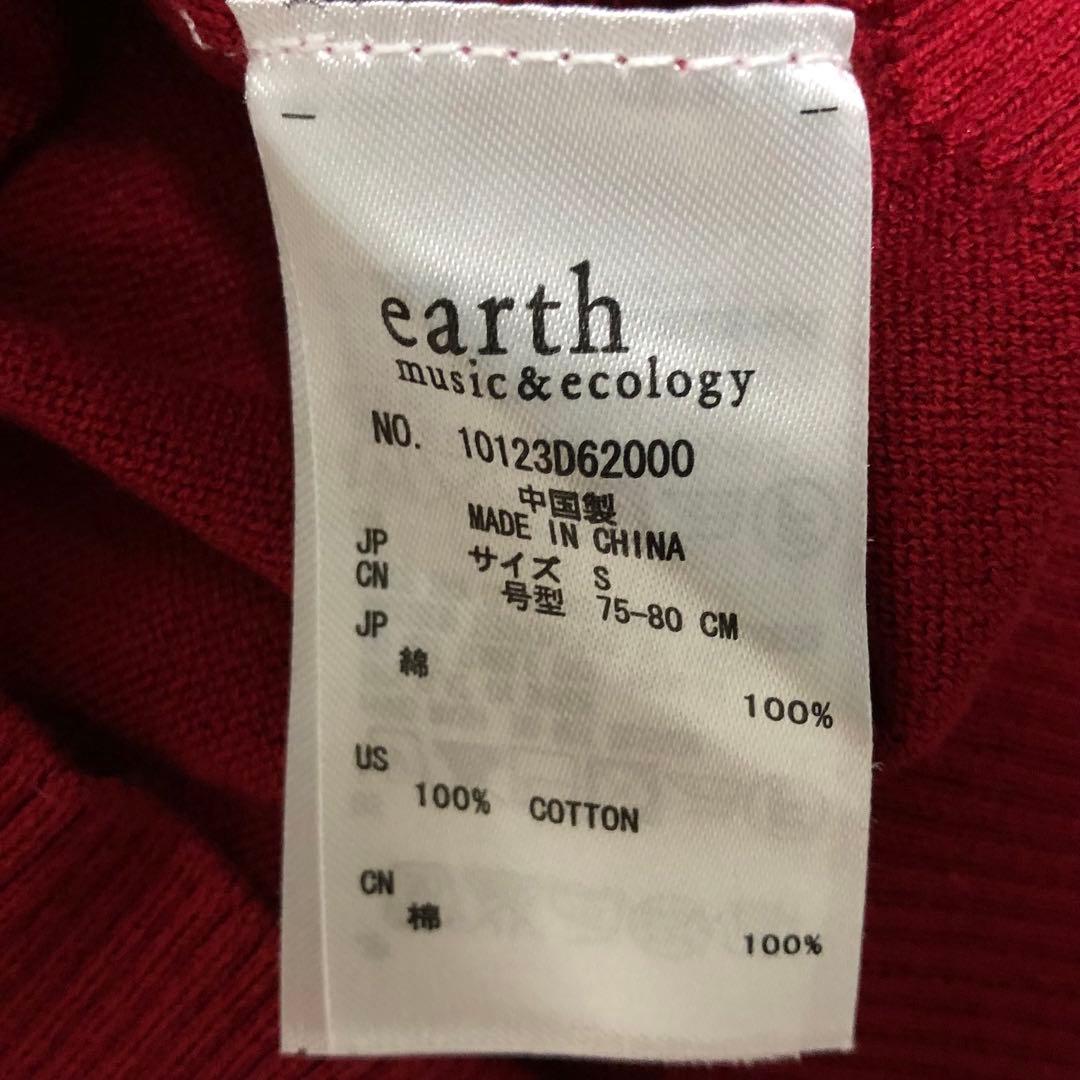 earth
music & ecology
NO. 10123D62000
中国製
MADE IN CHINA
JP サイズ S
CN 号型 75-80 CM
JP
綿 100%
US
100% COTTON
CN
棉 100%